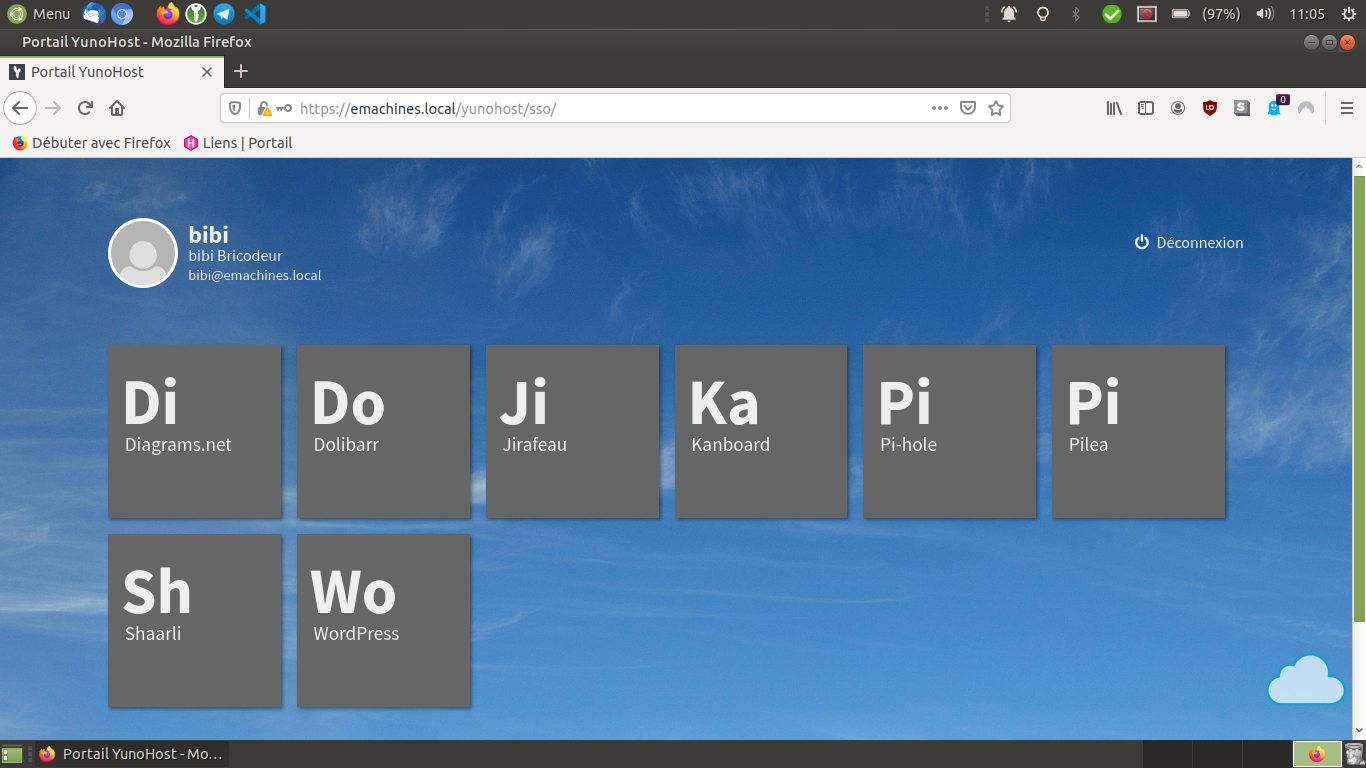 Menu
(97%)
11:05
Portail YunoHost - Mozilla Firefox
Portail YunoHost
https://emachines.local/yunohost/sso/
0
Débuter avec Firefox
Liens | Portail
bibi
bibi Bricodeur
bibi@emachines.local
Déconnexion
Di
Diagrams.net
Do
Dolibarr
Ji
Jirafeau
Ka
Kanboard
Pi
Pi-hole
Pi
Pilea
Sh
Shaarli
Wo
WordPress
Portail YunoHost - Mo...